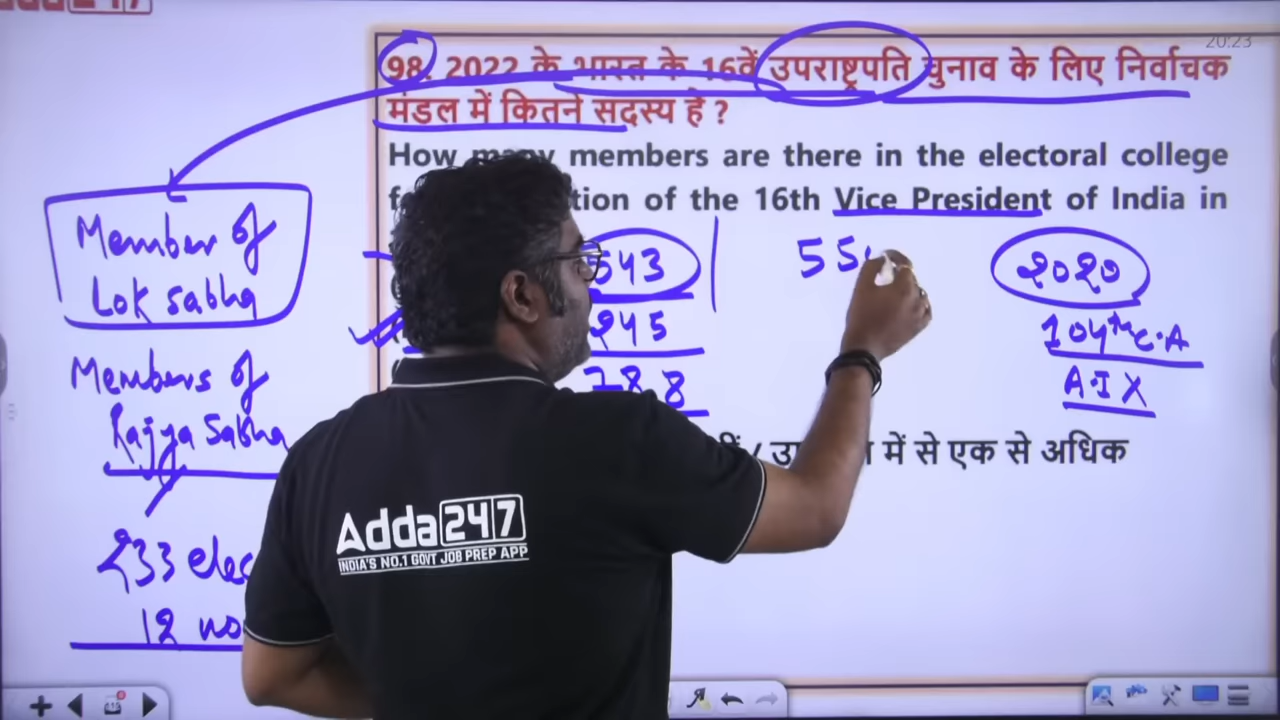 20:23
98. 2022 के भारत के 16वें उपराष्ट्रपति चुनाव के लिए निर्वाचक
मंडल में कितने सदस्य है ?
How many members are there in the electoral college
tion of the 16th Vice President of India in
Member of
Lok Sabha
Members of
Rajya Sabha
233 elec
12 no
543
245
788
55
2020
104th C.A
A.I X
में से एक से अधिक
Adda247
INDIA'S NO.1 GOVT JOB PREP APP